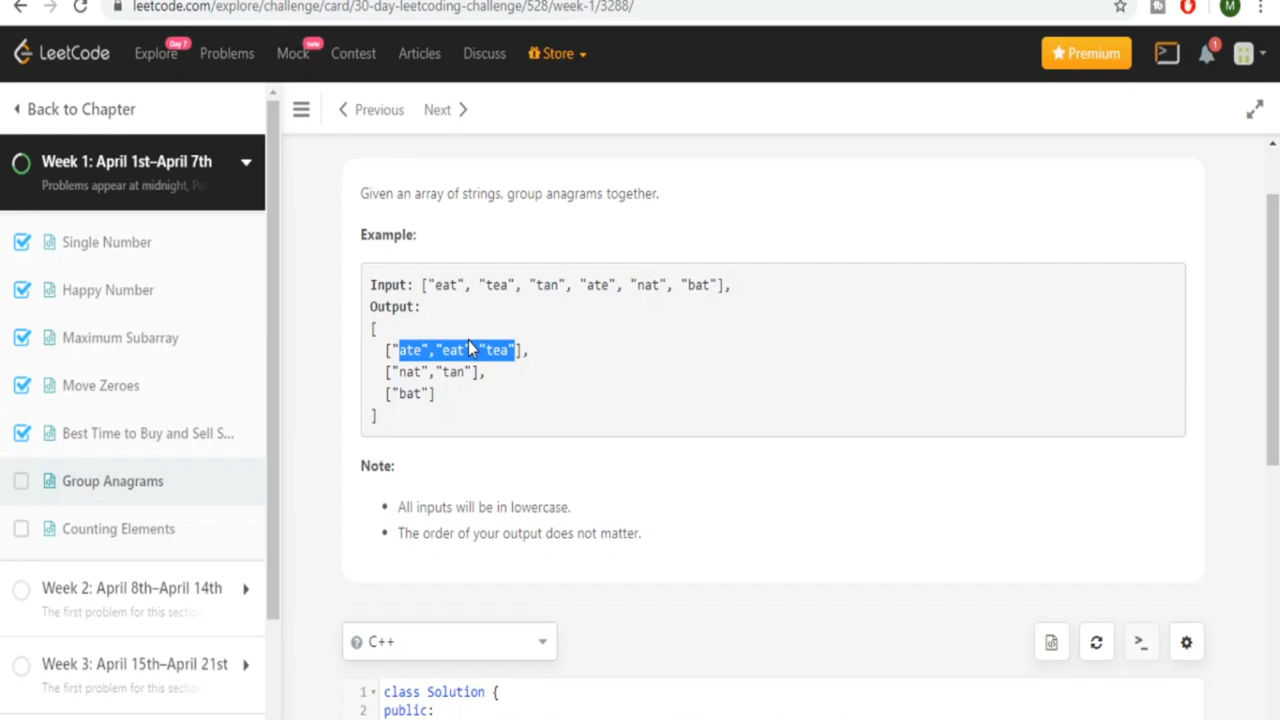 leetcode.com/explore/challenge/card/30-day-leetcoding-challenge/528/week-1/3288/
M
LeetCode
Explore
Day 7
Problems
Mock
new
Contest
Articles
Discuss
Store
Premium
1
Back to Chapter
Previous
Next
Week 1: April 1st–April 7th
Problems appear at midnight,
Single Number
Happy Number
Maximum Subarray
Move Zeroes
Best Time to Buy and Sell S...
Group Anagrams
Counting Elements
Week 2: April 8th–April 14th
The first problem for this section
Week 3: April 15th–April 21st
The first problem for this section
Given an array of strings, group anagrams together.
Example:
Input: ["eat", "tea", "tan", "ate", "nat", "bat"],
Output:
[
["ate","eat","tea"],
["nat","tan"],
["bat"]
]
Note:
• All inputs will be in lowercase.
• The order of your output does not matter.
C++
1 class Solution {
2 public: